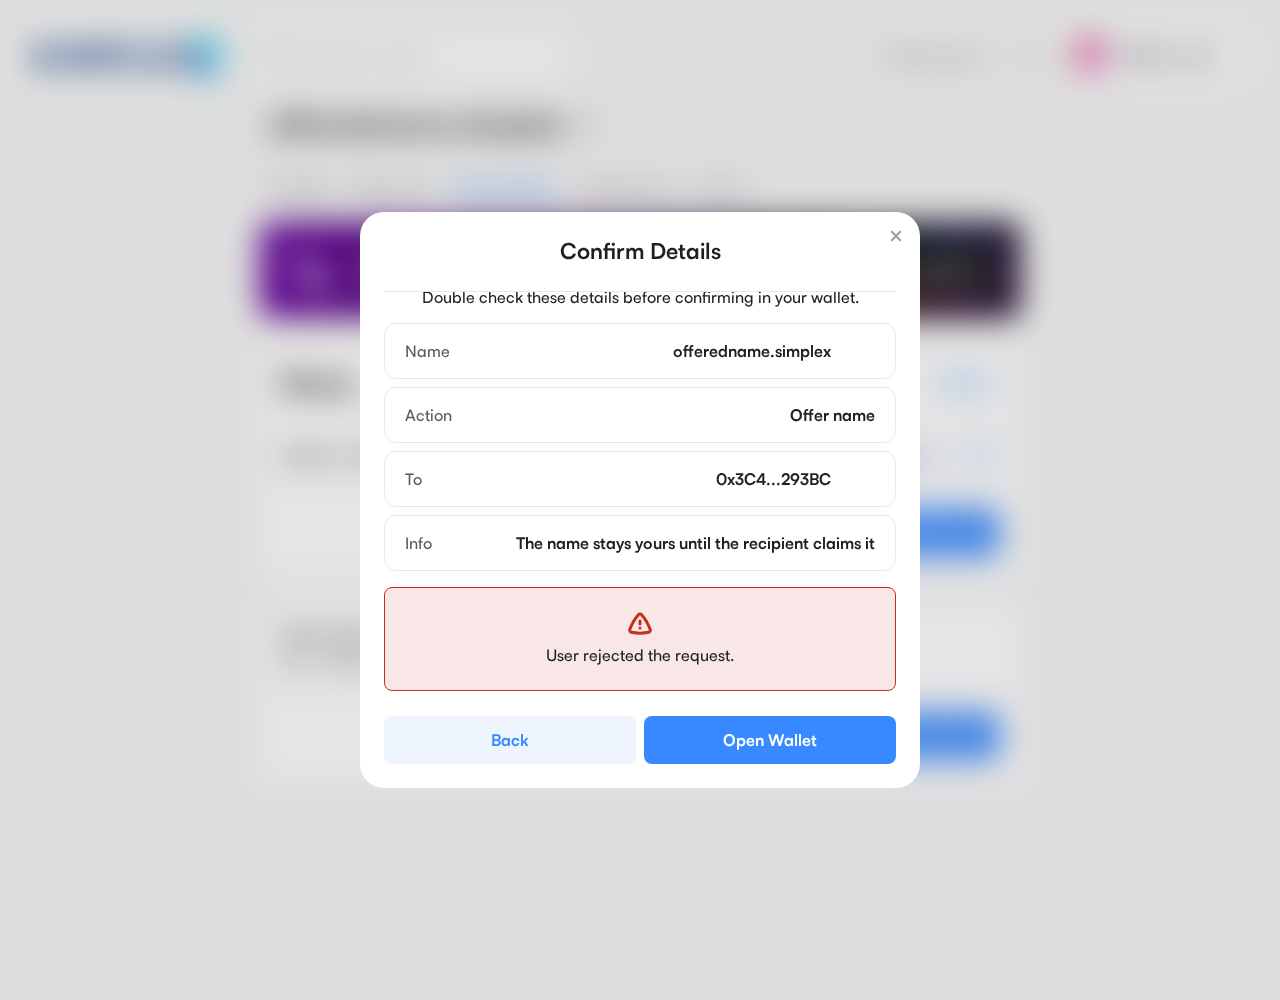 Confirm Details
Double check these details before confirming in your wallet.
Name offeredname.simplex
Action Offer name
To 0x3C4...293BC
Info The name stays yours until the recipient claims it
User rejected the request.
Back Open Wallet